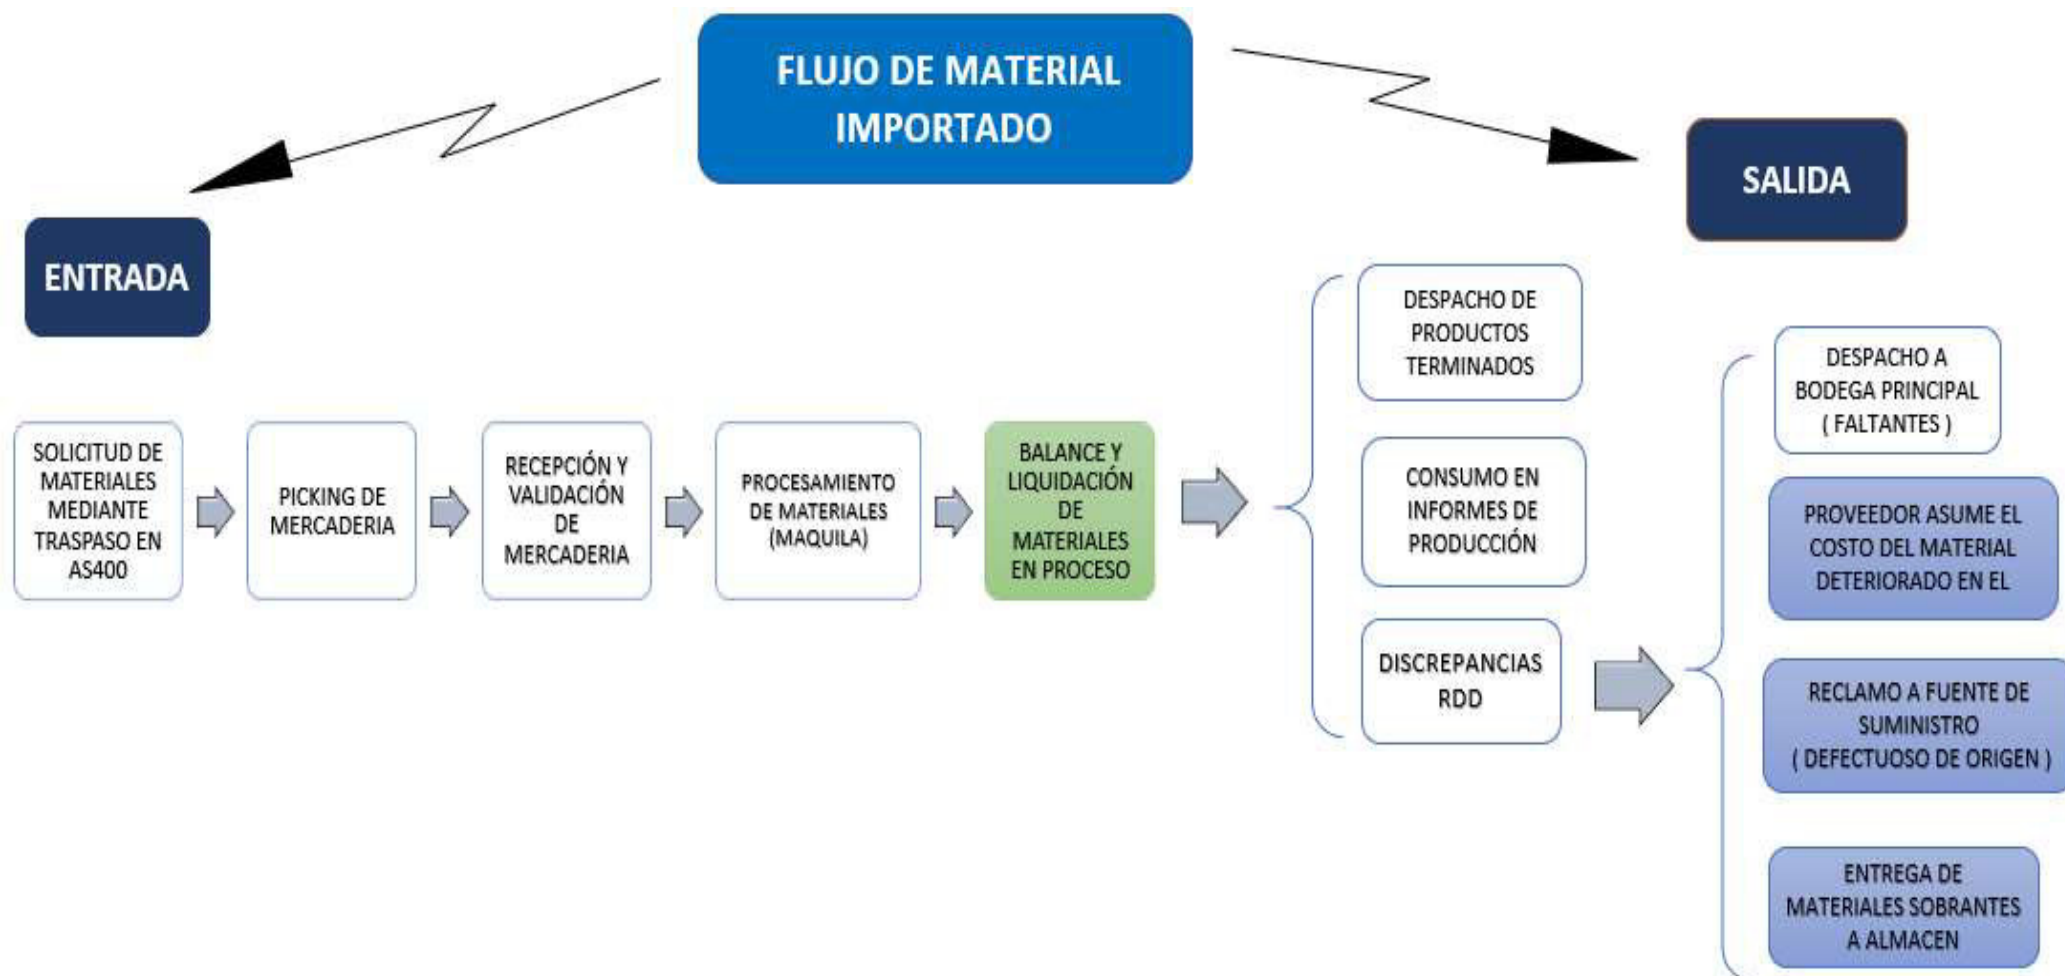 FLUJO DE MATERIAL
IMPORTADO
SALIDA
ENTRADA
SOLICITUD DE
MATERIALES
MEDIANTE
TRASPASO EN
AS400
PICKING DE
MERCADERIA
RECEPCIÓN Y
VALIDACIÓN
DE
MERCADERIA
PROCESAMIENTO
DE MATERIALES
(MAQUILA)
BALANCE Y
LIQUIDACIÓN
DE
MATERIALES
EN PROCESO
DESPACHO DE
PRODUCTOS
TERMINADOS
CONSUMO EN
INFORMES DE
PRODUCCIÓN
DISCREPANCIAS
RDD
DESPACHO A
BODEGA PRINCIPAL
( FALTANTES )
PROVEEDOR ASUME EL
COSTO DEL MATERIAL
DETERIORADO EN EL
RECLAMO A FUENTE DE
SUMINISTRO
( DEFECTUOSO DE ORIGEN )
ENTREGA DE
MATERIALES SOBRANTES
A ALMACEN